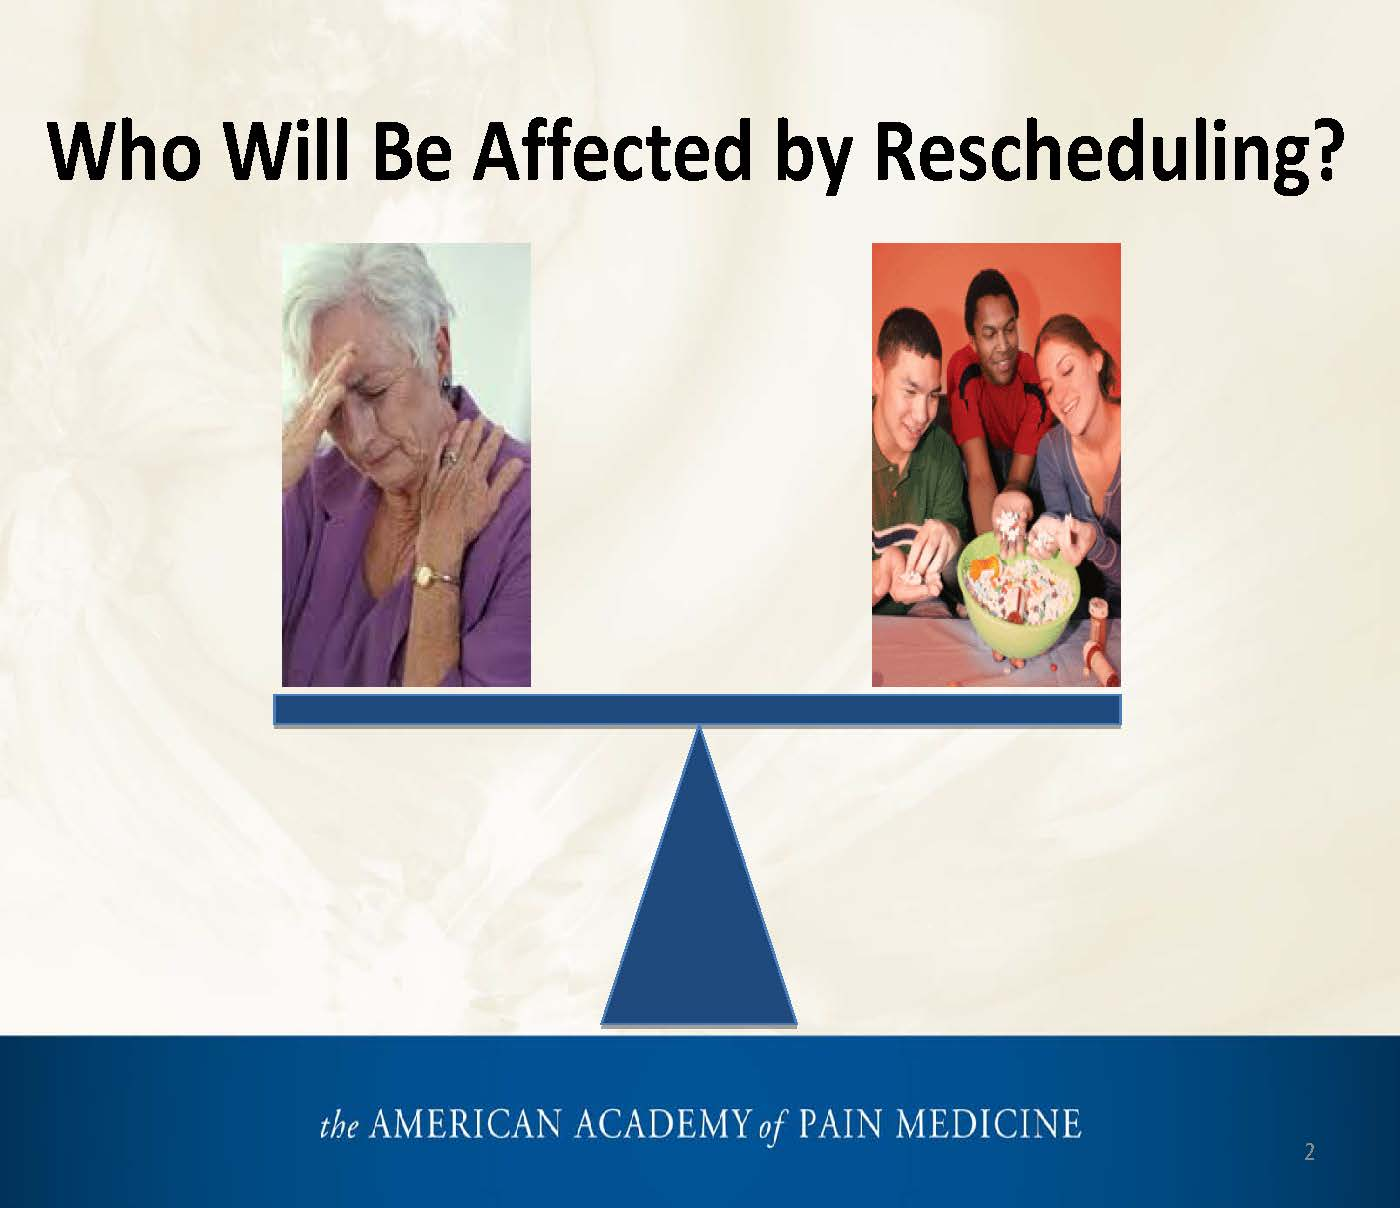 Who Will Be Affected by Rescheduling?
the AMERICAN ACADEMY of PAIN MEDICINE
2